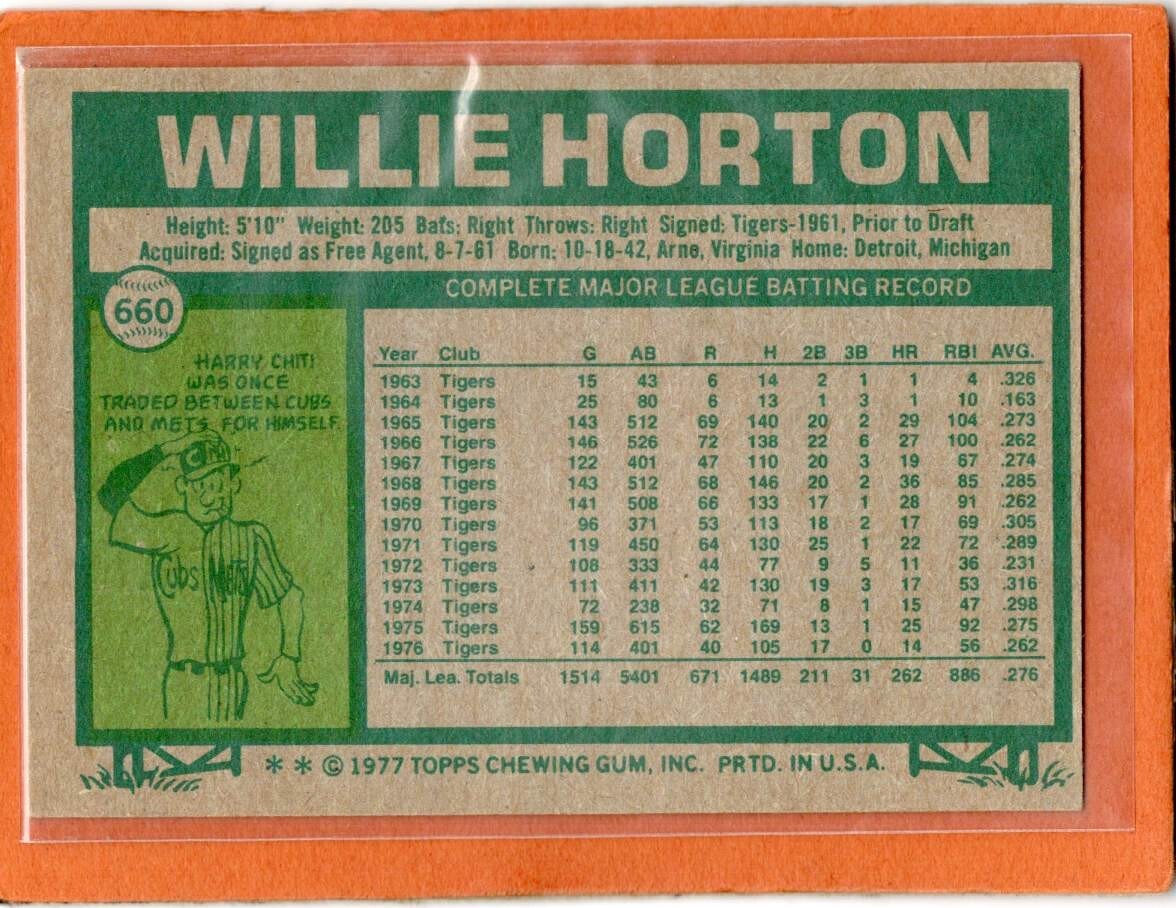 WILLIE HORTON
Height: 5'10" Weight: 205 Bats: Right Throws: Right Signed: Tigers-1961, Prior to Draft
Acquired: Signed as Free Agent, 8-7-61 Born: 10-18-42, Arno, Virginia Home: Detroit, Michigan
660
COMPLETE MAJOR LEAGUE BATTING RECORD
HARRY CHITI
WAS ONCE
TRADED BETWEEN CUBS
AND METS FOR HIMSELF.
METS
Year Club G AB R H 2B 3B HR RBI AVG.
1963 Tigers 15 43 6 14 2 1 1 4 .326
1964 Tigers 25 80 6 13 1 3 1 10 .163
1965 Tigers 143 512 69 140 20 2 29 104 .273
1966 Tigers 146 526 72 138 22 6 27 100 .262
1967 Tigers 122 401 47 110 20 3 19 67 .274
1968 Tigers 143 512 68 146 20 2 36 85 .285
1969 Tigers 141 508 66 133 17 1 28 91 .262
1970 Tigers 96 371 53 113 18 2 17 69 .305
1971 Tigers 119 450 64 130 25 1 22 72 .289
1972 Tigers 108 333 44 77 9 5 11 36 .231
1973 Tigers 111 411 42 130 19 3 17 53 .316
1974 Tigers 72 238 32 71 8 1 15 47 .298
1975 Tigers 159 615 62 169 13 1 25 92 .275
1976 Tigers 114 401 40 105 17 0 14 56 .262
Maj. Lea. Totals 1514 5401 671 1489 211 31 262 886 .276
* * © 1977 TOPPS CHEWING GUM, INC. PRTD. IN U.S.A.